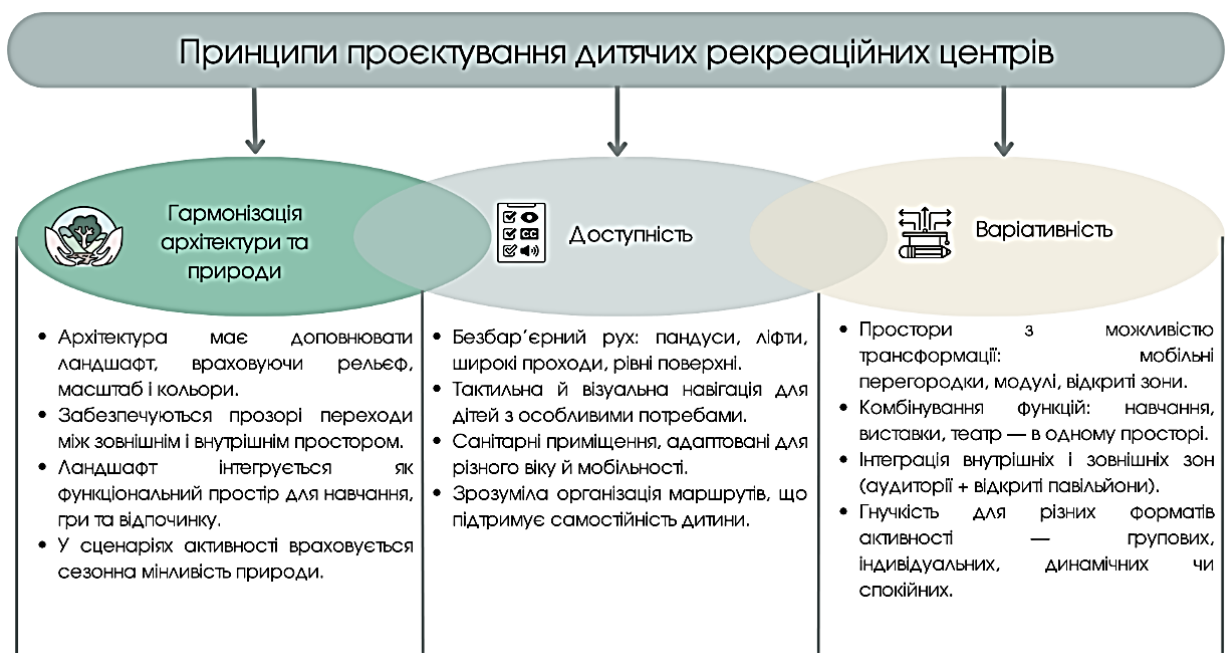 Принципи проєктування дитячих рекреаційних центрів
Гармонізація
архітектури та
природи
• Архітектура має доповнювати
ландшафт, враховуючи рельєф,
масштаб і кольори.
• Забезпечуються прозорі переходи
між зовнішнім і внутрішнім простором.
• Ландшафт інтегрується як
функціональний простір для навчання,
гри та відпочинку.
• У сценаріях активності враховується
сезонна мінливість природи.
CC
Доступність
• Безбар’єрний рух: пандуси, ліфти,
широкі проходи, рівні поверхні.
• Тактильна й візуальна навігація для
дітей з особливими потребами.
• Санітарні приміщення, адаптовані для
різного віку й мобільності.
• Зрозуміла організація маршрутів, що
підтримує самостійність дитини.
Варіативність
• Простори з можливістю
трансформації: мобільні
перегородки, модулі, відкриті зони.
• Комбінування функцій: навчання,
виставки, театр — в одному просторі.
• Інтеграція внутрішніх і зовнішніх зон
(аудиторії + відкриті павільйони).
• Гнучкість для різних форматів
активності — групових,
індивідуальних, динамічних чи
спокійних.